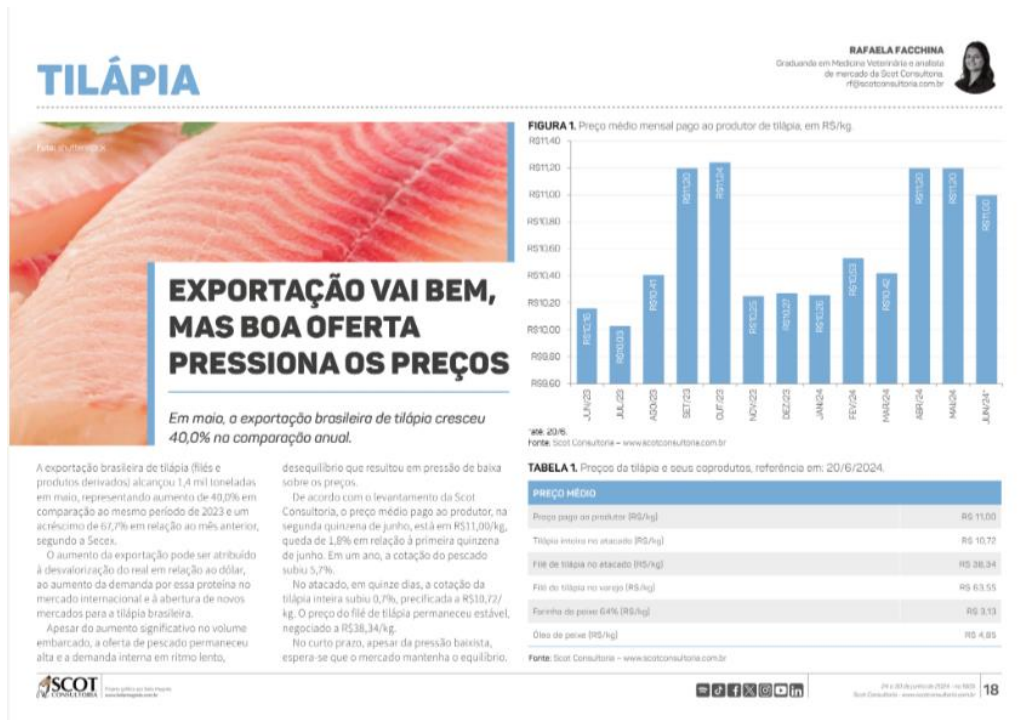 TILÁPIA
RAFAELA FACCHINA
Graduanda em Medicina Veterinária e analista
de mercado da Scot Consultoria.
rf@scotconsultoria.com.br
Foto: shutterstock
EXPORTAÇÃO VAI BEM,
MAS BOA OFERTA
PRESSIONA OS PREÇOS
Em maio, a exportação brasileira de tilápia cresceu
40,0% na comparação anual.
A exportação brasileira de tilápia (filés e
produtos derivados) alcançou 1,4 mil toneladas
em maio, representando aumento de 40,0% em
comparação ao mesmo período de 2023 e um
acréscimo de 67,7% em relação ao mês anterior,
segundo a Secex.
O aumento da exportação pode ser atribuído
à desvalorização do real em relação ao dólar,
ao aumento da demanda por essa proteína no
mercado internacional e à abertura de novos
mercados para a tilápia brasileira.
Apesar do aumento significativo no volume
embarcado, a oferta de pescado permaneceu
alta e a demanda interna em ritmo lento,
desequilíbrio que resultou em pressão de baixa
sobre os preços.
De acordo com o levantamento da Scot
Consultoria, o preço médio pago ao produtor, na
segunda quinzena de junho, está em R$11,00/kg,
queda de 1,8% em relação à primeira quinzena
de junho. Em um ano, a cotação do pescado
subiu 5,7%.
No atacado, em quinze dias, a cotação da
tilápia inteira subiu 0,7%, precificada a R$10,72/
kg. O preço do filé de tilápia permaneceu estável,
negociado a R$38,34/kg.
No curto prazo, apesar da pressão baixista,
espera-se que o mercado mantenha o equilíbrio.
FIGURA 1. Preço médio mensal pago ao produtor de tilápia, em R$/kg.
R$11,40
R$11,20
R$11,00
R$10,80
R$10,60
R$10,40
R$10,20
R$10,00
R$9,80
R$9,60
R$10,16
R$10,03
R$10,41
R$11,20
R$11,24
R$10,25
R$10,27
R$10,26
R$10,53
R$10,42
R$11,20
R$11,20
R$11,00
JUN/23
JUL/23
AGO/23
SET/23
OUT/23
NOV/23
DEZ/23
JAN/24
FEV/24
MAR/24
ABR/24
MAI/24
JUN/24*
*até: 20/6.
Fonte: Scot Consultoria – www.scotconsultoria.com.br
TABELA 1. Preços da tilápia e seus coprodutos, referência em: 20/6/2024.
PREÇO MÉDIO
Preço pago ao produtor (R$/kg) R$ 11,00
Tilápia inteira no atacado (R$/kg) R$ 10,72
Filé de tilápia no atacado (R$/kg) R$ 38,34
Filé de tilápia no varejo (R$/kg) R$ 63,55
Farinha de peixe 64% (R$/kg) R$ 3,13
Óleo de peixe (R$/kg) R$ 4,85
Fonte: Scot Consultoria – www.scotconsultoria.com.br
SCOT
CONSULTORIA
24 a 30 de junho de 2024 -
Scot Consultoria - www.scotconsultoria.com.br
18